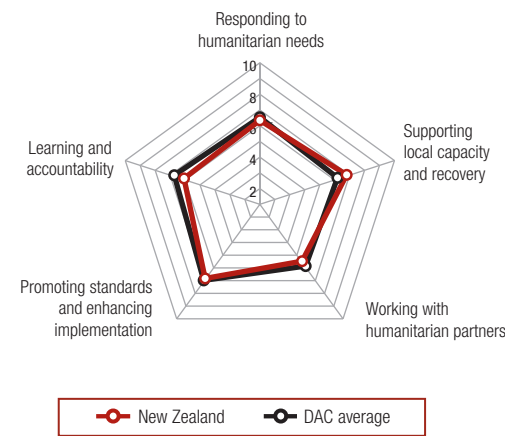 Responding to
humanitarian needs
10
8
6
4
2
Supporting
local capacity
and recovery
Learning and
accountability
Promoting standards
and enhancing
implementation
Working with
humanitarian partners
New Zealand
DAC average